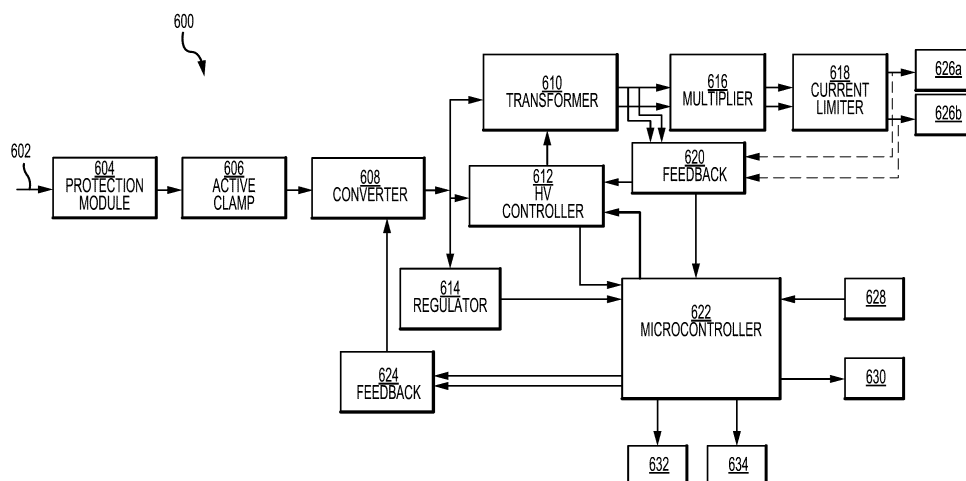 600
602
604
PROTECTION
MODULE
606
ACTIVE
CLAMP
608
CONVERTER
610
TRANSFORMER
616
MULTIPLIER
618
CURRENT
LIMITER
626a
626b
612
HV
CONTROLLER
620
FEEDBACK
614
REGULATOR
622
MICROCONTROLLER
628
624
FEEDBACK
630
632
634